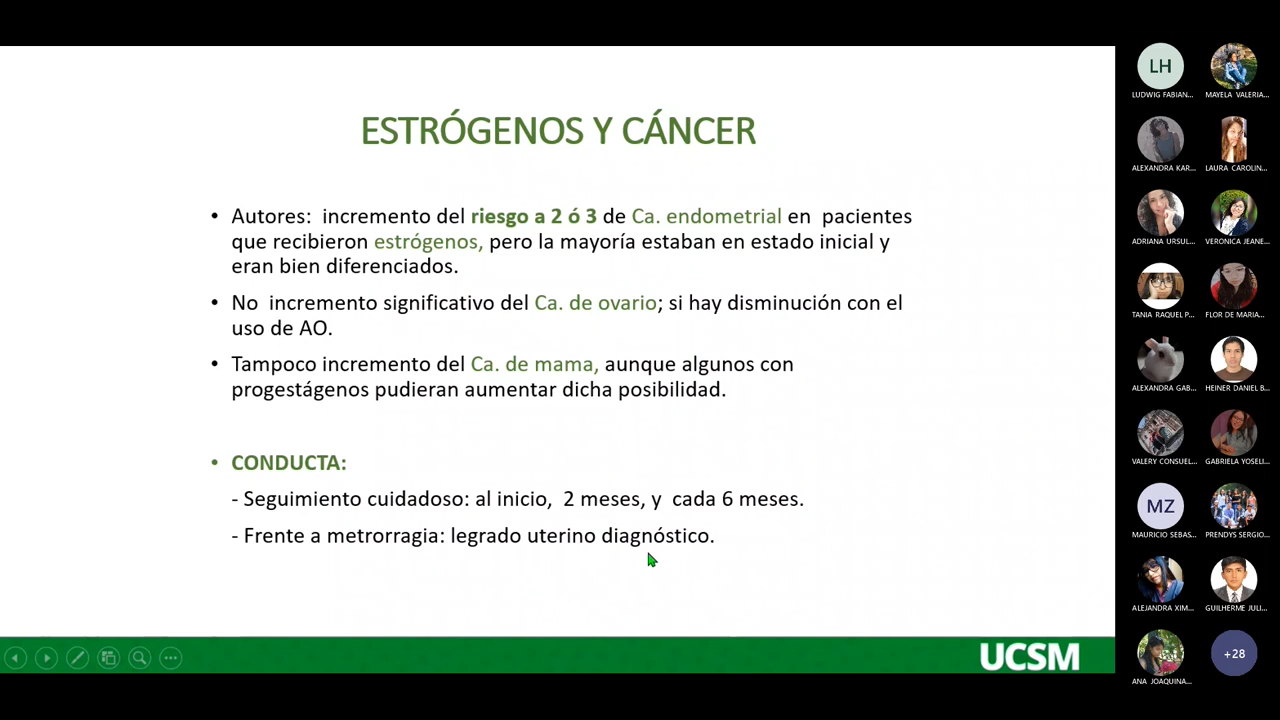 ESTRÓGENOS Y CÁNCER
• Autores: incremento del riesgo a 2 ó 3 de Ca. endometrial en pacientes
que recibieron estrógenos, pero la mayoría estaban en estado inicial y
eran bien diferenciados.
• No incremento significativo del Ca. de ovario; si hay disminución con el
uso de AO.
• Tampoco incremento del Ca. de mama, aunque algunos con
progestágenos pudieran aumentar dicha posibilidad.
• CONDUCTA:
- Seguimiento cuidadoso: al inicio, 2 meses, y cada 6 meses.
- Frente a metrorragia: legrado uterino diagnóstico.
UCSM
LH
LUDWIG FABIAN...
MAYELA VALERIA...
ALEXANDRA KAR...
LAURA CAROLIN...
ADRIANA URSUL...
VERONICA JEANE...
TANIA RAQUEL P...
FLOR DE MARIA...
ALEXANDRA GAB...
HEINER DANIEL B...
VALERY CONSUEL...
GABRIELA YOSELI...
MZ
MAURICIO SEBAS...
PRENDYS SERGIO...
ALEJANDRA XIM...
GUILHERME JULI...
ANA JOAQUINA...
+28